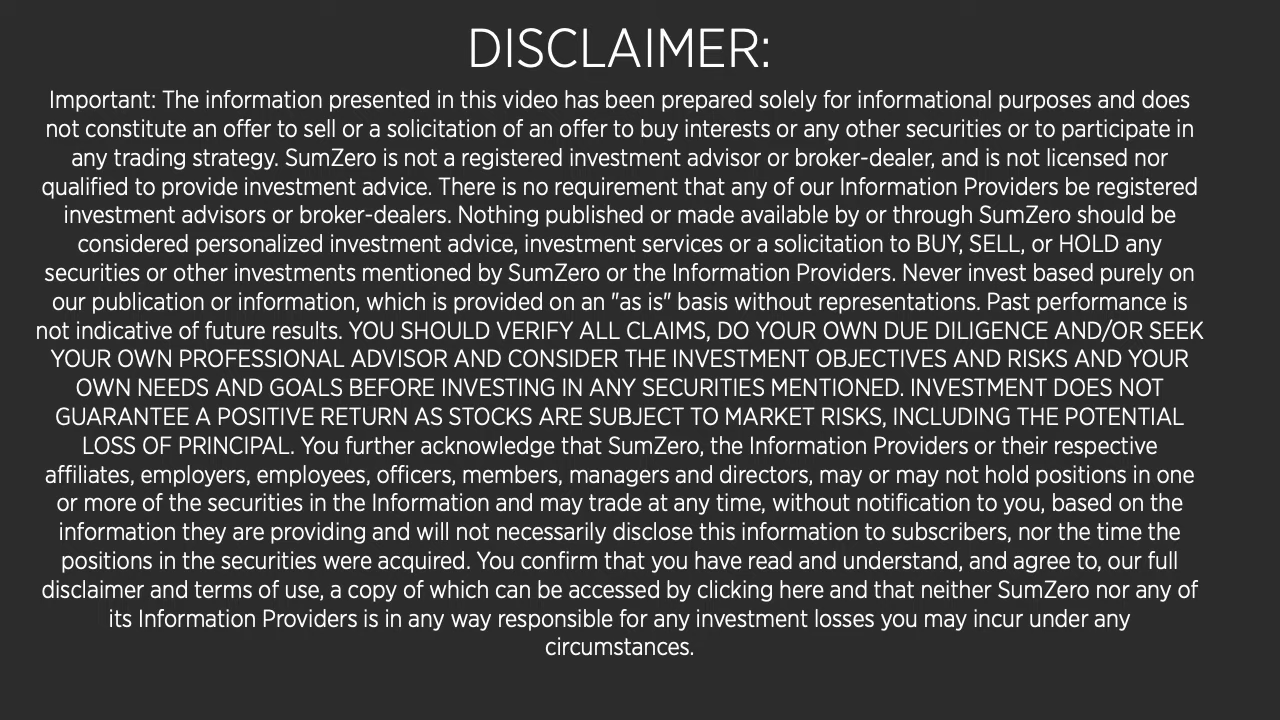 DISCLAIMER:
Important: The information presented in this video has been prepared solely for informational purposes and does
not constitute an offer to sell or a solicitation of an offer to buy interests or any other securities or to participate in
any trading strategy. SumZero is not a registered investment advisor or broker-dealer, and is not licensed nor
qualified to provide investment advice. There is no requirement that any of our Information Providers be registered
investment advisors or broker-dealers. Nothing published or made available by or through SumZero should be
considered personalized investment advice, investment services or a solicitation to BUY, SELL, or HOLD any
securities or other investments mentioned by SumZero or the Information Providers. Never invest based purely on
our publication or information, which is provided on an "as is" basis without representations. Past performance is
not indicative of future results. YOU SHOULD VERIFY ALL CLAIMS, DO YOUR OWN DUE DILIGENCE AND/OR SEEK
YOUR OWN PROFESSIONAL ADVISOR AND CONSIDER THE INVESTMENT OBJECTIVES AND RISKS AND YOUR
OWN NEEDS AND GOALS BEFORE INVESTING IN ANY SECURITIES MENTIONED. INVESTMENT DOES NOT
GUARANTEE A POSITIVE RETURN AS STOCKS ARE SUBJECT TO MARKET RISKS, INCLUDING THE POTENTIAL
LOSS OF PRINCIPAL. You further acknowledge that SumZero, the Information Providers or their respective
affiliates, employers, employees, officers, members, managers and directors, may or may not hold positions in one
or more of the securities in the Information and may trade at any time, without notification to you, based on the
information they are providing and will not necessarily disclose this information to subscribers, nor the time the
positions in the securities were acquired. You confirm that you have read and understand, and agree to, our full
disclaimer and terms of use, a copy of which can be accessed by clicking here and that neither SumZero nor any of
its Information Providers is in any way responsible for any investment losses you may incur under any
circumstances.